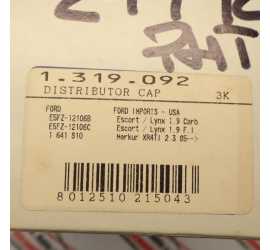 1.319.092
DISTRIBUTOR CAP 3K
FORD FORD IMPORTS - USA
E5FZ-12106B Escort / Lynx 1.9 Carb
E5FZ-12106C Escort / Lynx 1.9 F.I
1 641 910 Merkur XR4Ti 2.3 85-->
8012510 215043